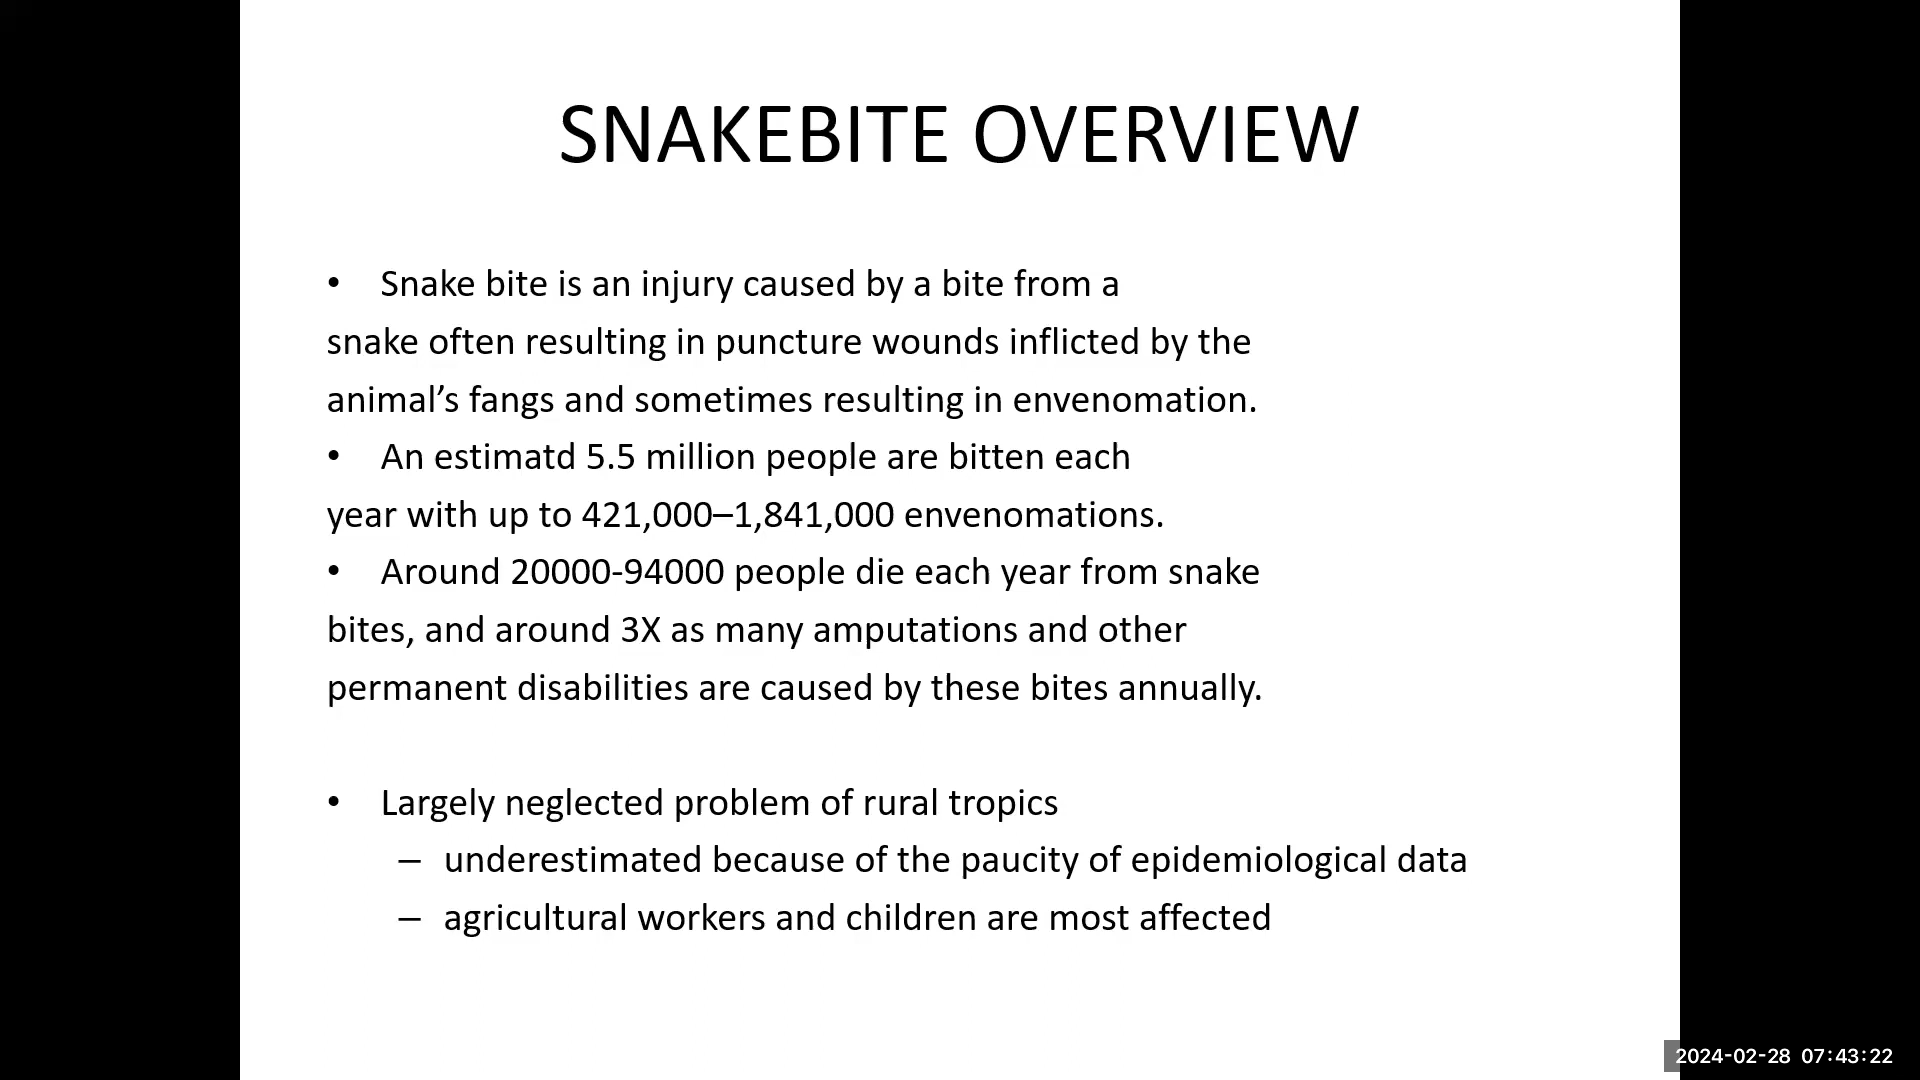 SNAKEBITE OVERVIEW
• Snake bite is an injury caused by a bite from a
snake often resulting in puncture wounds inflicted by the
animal’s fangs and sometimes resulting in envenomation.
• An estimatd 5.5 million people are bitten each
year with up to 421,000–1,841,000 envenomations.
• Around 20000-94000 people die each year from snake
bites, and around 3X as many amputations and other
permanent disabilities are caused by these bites annually.
• Largely neglected problem of rural tropics
– underestimated because of the paucity of epidemiological data
– agricultural workers and children are most affected
2024-02-28 07:43:22